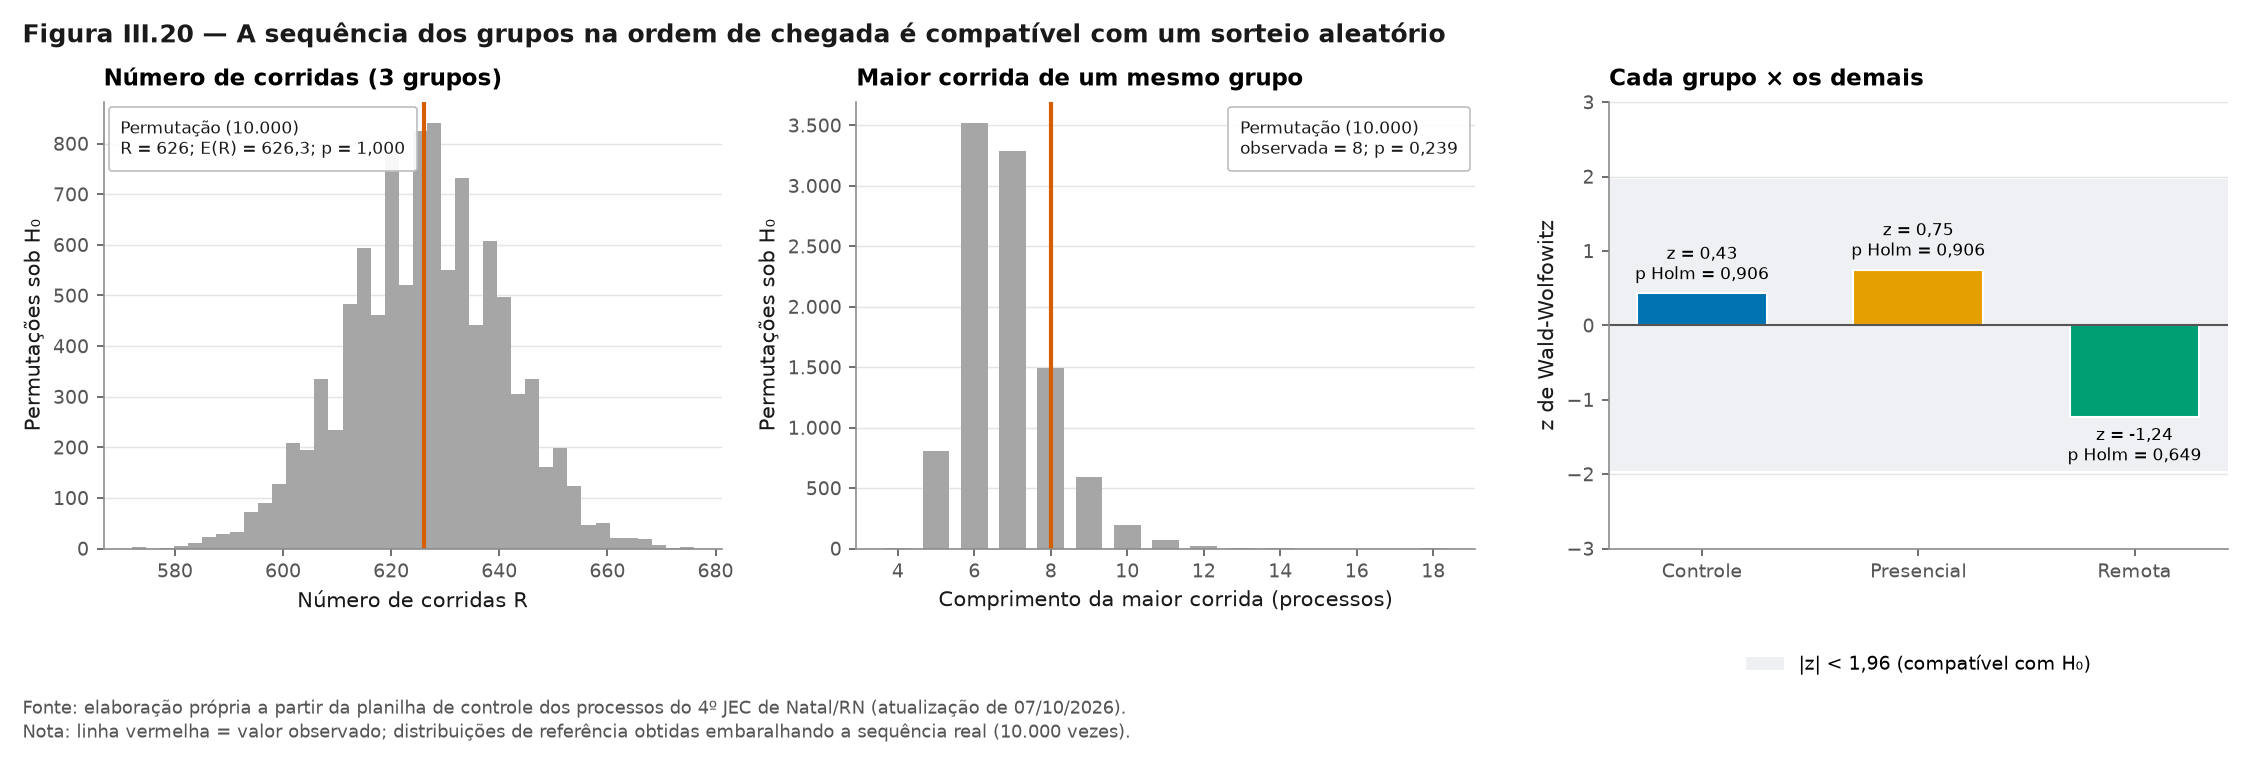 Figura III.20 — A sequência dos grupos na ordem de chegada é compatível com um sorteio aleatório
Número de corridas (3 grupos)
Permutação (10.000)
R = 626; E(R) = 626,3; p = 1,000
Permutações sob H₀
800
700
600
500
400
300
200
100
0
580
600
620
640
660
680
Número de corridas R
Maior corrida de um mesmo grupo
Permutação (10.000)
observada = 8; p = 0,239
Permutações sob H₀
3.500
3.000
2.500
2.000
1.500
1.000
500
0
4
6
8
10
12
14
16
18
Comprimento da maior corrida (processos)
Cada grupo × os demais
z de Wald-Wolfowitz
3
2
1
0
−1
−2
−3
z = 0,43
p Holm = 0,906
z = 0,75
p Holm = 0,906
z = -1,24
p Holm = 0,649
Controle
Presencial
Remota
|z| < 1,96 (compatível com H₀)
Fonte: elaboração própria a partir da planilha de controle dos processos do 4º JEC de Natal/RN (atualização de 07/10/2026).
Nota: linha vermelha = valor observado; distribuições de referência obtidas embaralhando a sequência real (10.000 vezes).